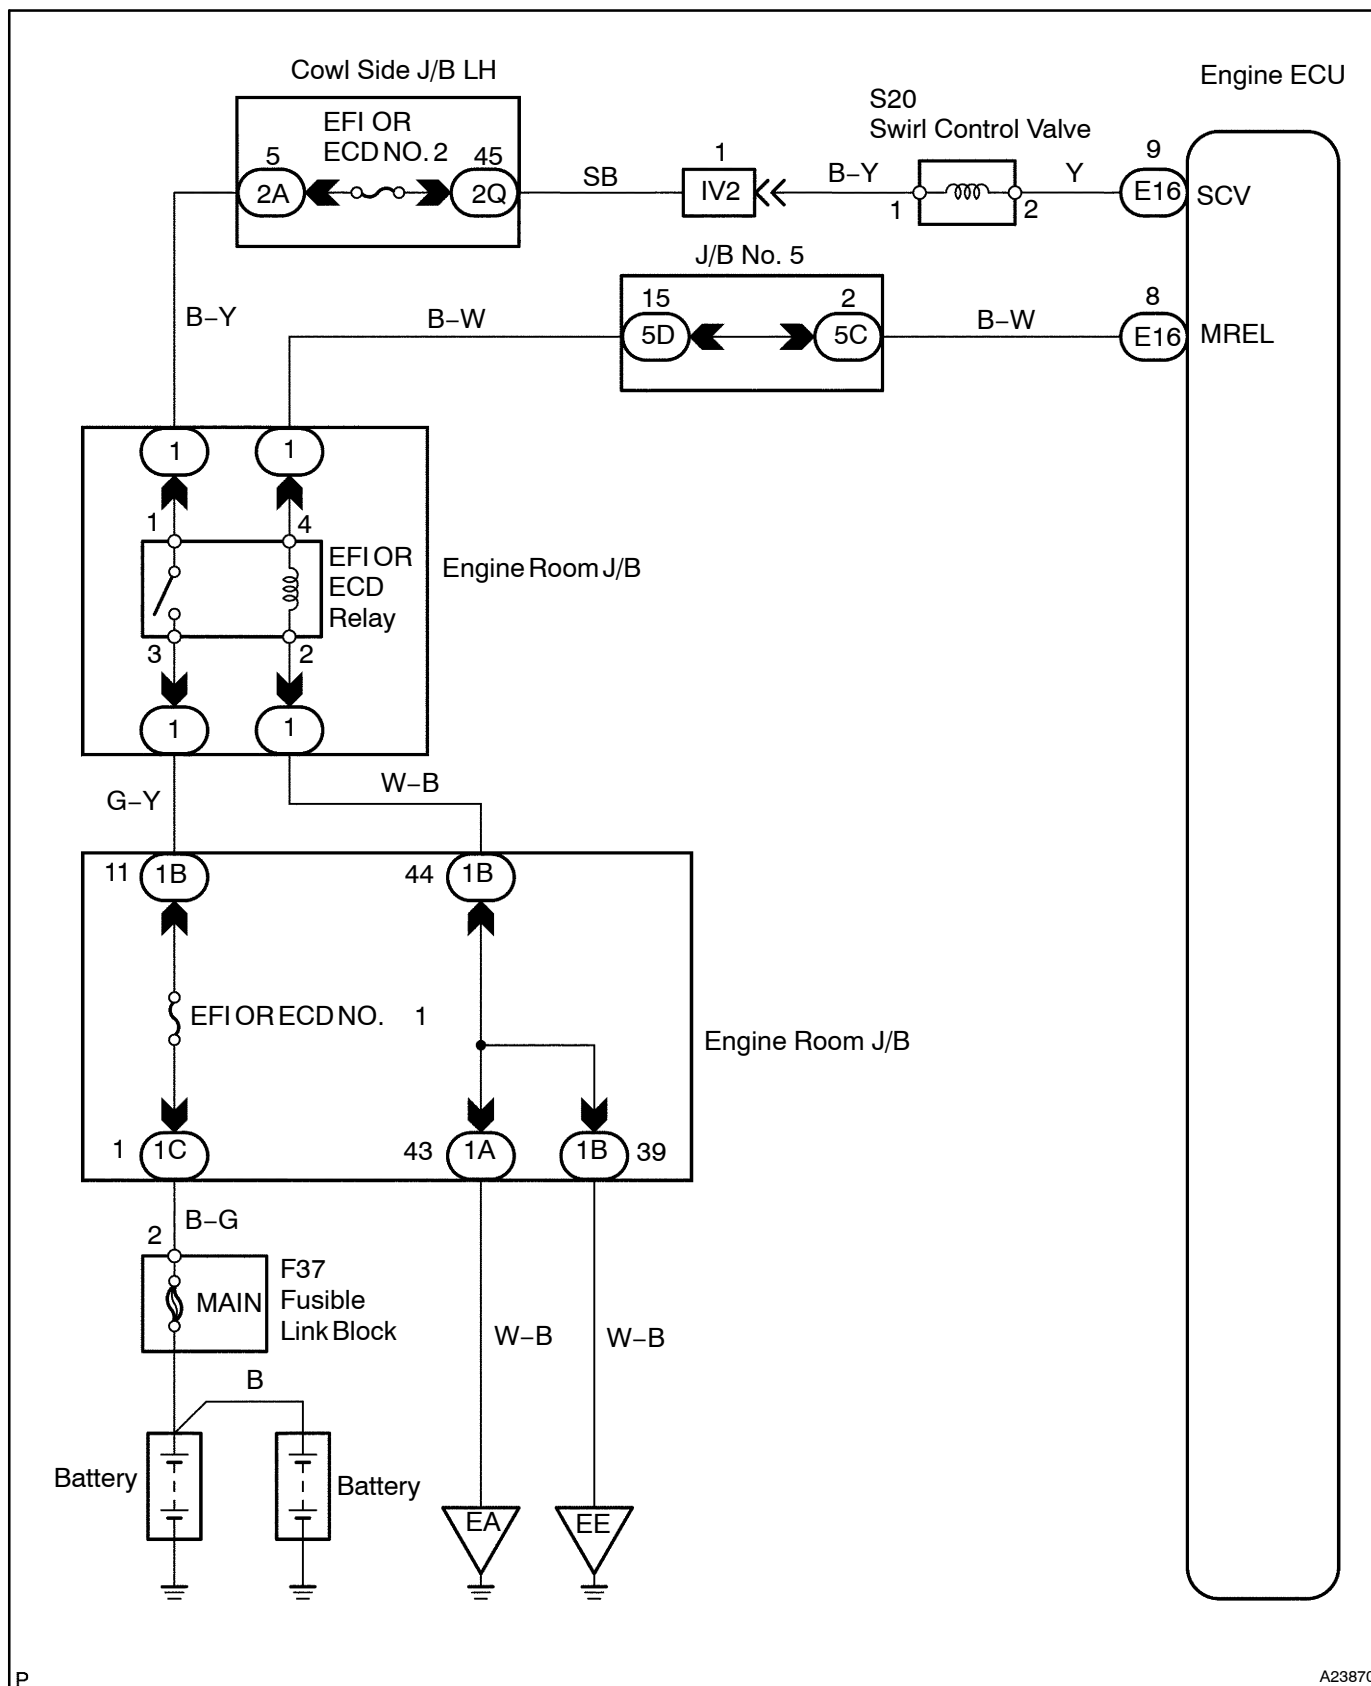 Cowl Side J/B LH
Engine ECU
S20
Swirl Control Valve
EFI OR
ECD NO. 2
5
45
1
9
2A
2Q
SB
IV2
B–Y
1
2
Y
E16
SCV
J/B No. 5
15
2
8
B–Y
B–W
5D
5C
B–W
E16
MREL
1
1
1
4
EFI OR
ECD
Relay
Engine Room J/B
3
2
1
1
G–Y
W–B
11
1B
44
1B
EFI OR ECD NO. 1
Engine Room J/B
1
1C
43
1A
1B
39
B–G
2
MAIN
F37
Fusible
Link Block
W–B
W–B
B
Battery
Battery
EA
EE
P
A23870